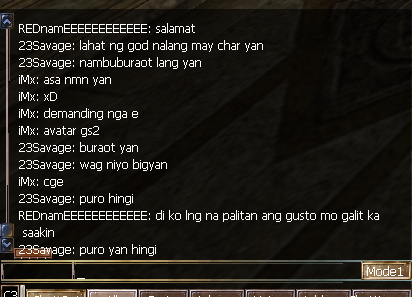 REDnamEEEEEEEEEEEE: salamat
23Savage: lahat ng god nalang may char yan
23Savage: nambuburaot lang yan
iMx: asa nmn yan
iMx: xD
iMx: demanding nga e
iMx: avatar gs2
23Savage: buraot yan
23Savage: wag niyo bigyan
iMx: cge
23Savage: puro hingi
REDnamEEEEEEEEEEEE: di ko lng na palitan ang gusto mo galit ka
saakin
23Savage: puro yan hingi
Mode1